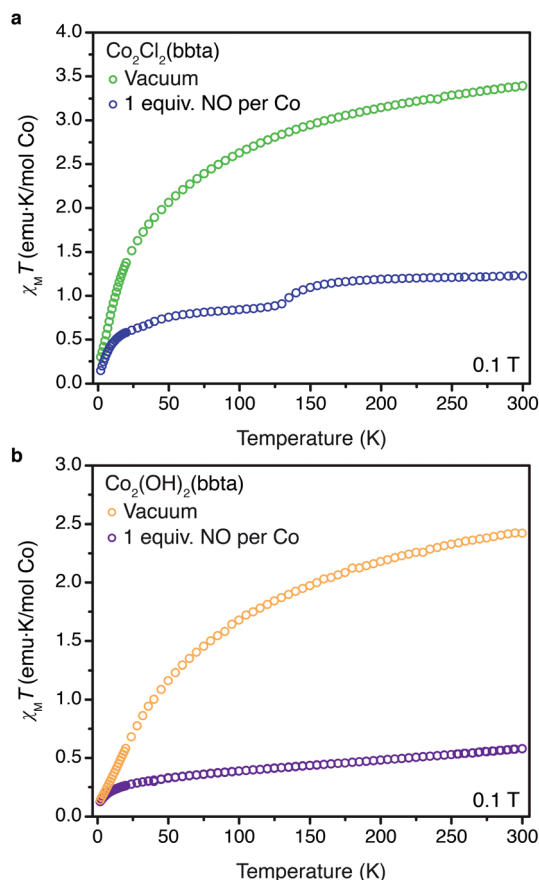 a
4.0
3.5
3.0
2.5
2.0
1.5
1.0
0.5
0.0
χ_M T (emu·K/mol Co)
Co₂Cl₂(bbta)
Vacuum
1 equiv. NO per Co
0.1 T
0 50 100 150 200 250 300
Temperature (K)
b
3.0
2.5
2.0
1.5
1.0
0.5
0.0
χ_M T (emu·K/mol Co)
Co₂(OH)₂(bbta)
Vacuum
1 equiv. NO per Co
0.1 T
0 50 100 150 200 250 300
Temperature (K)